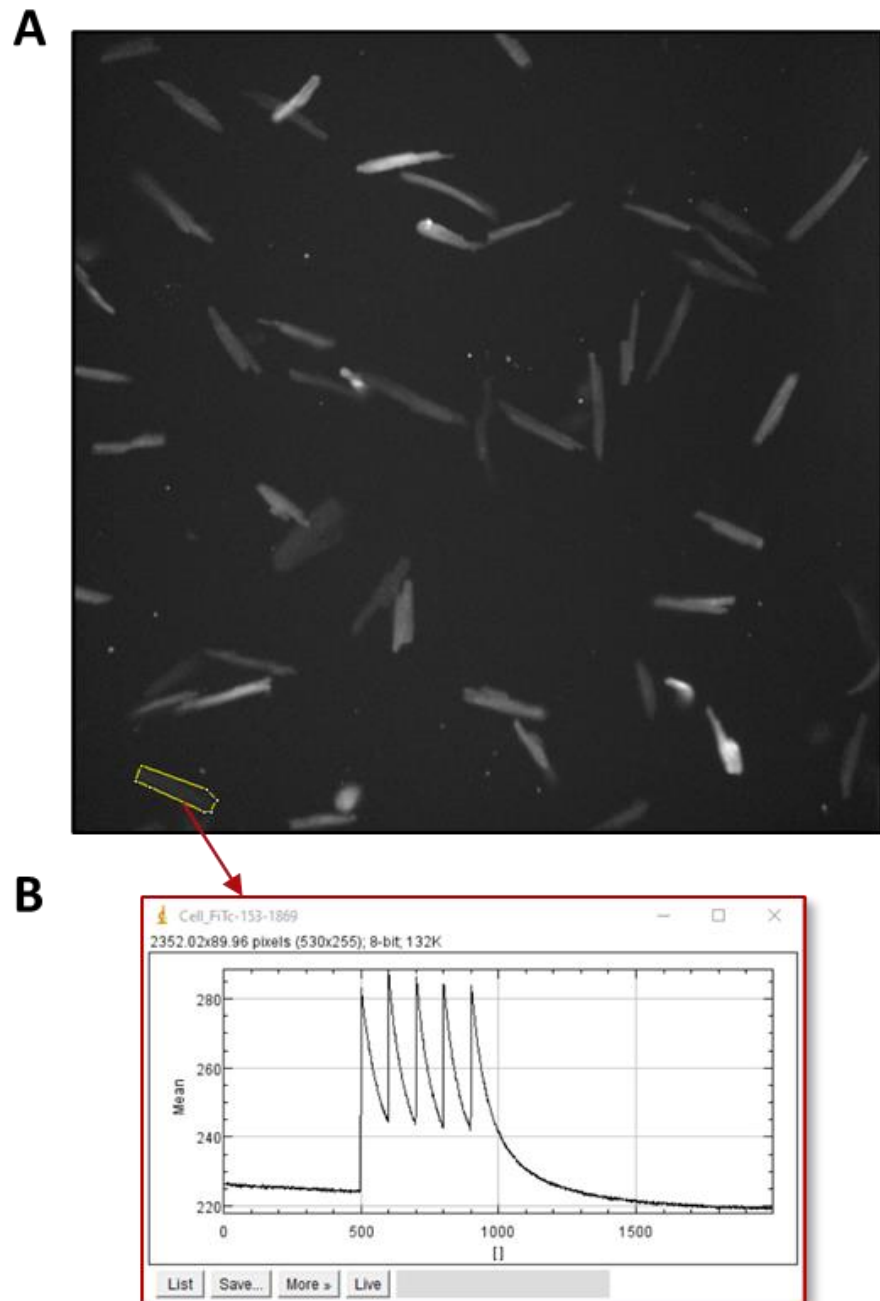 A
B
Cell_FiTc-153-1869
2352.02x89.96 pixels (530x255); 8-bit; 132K
280
260
240
220
Mean
0 500 1000 1500
[]
List Save... More » Live